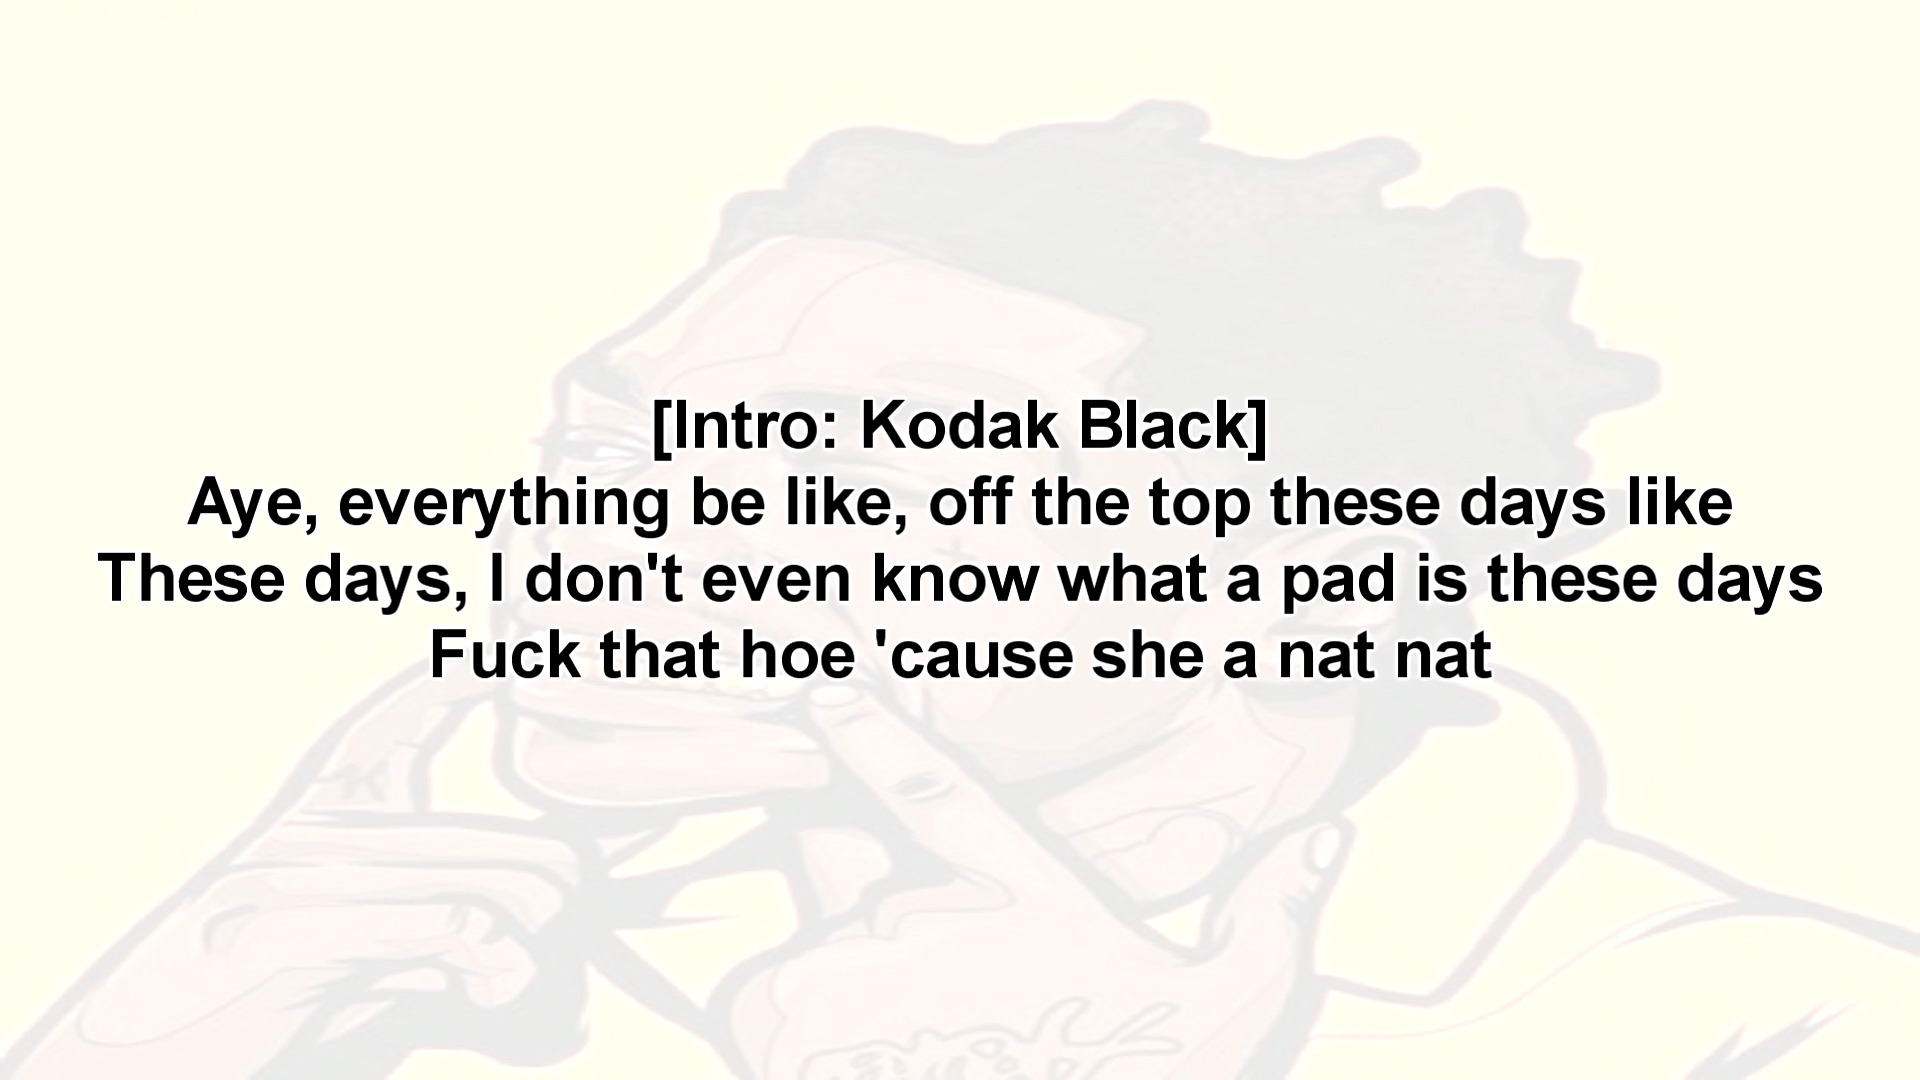 [Intro: Kodak Black]
Aye, everything be like, off the top these days like
These days, I don't even know what a pad is these days
Fuck that hoe 'cause she a nat nat